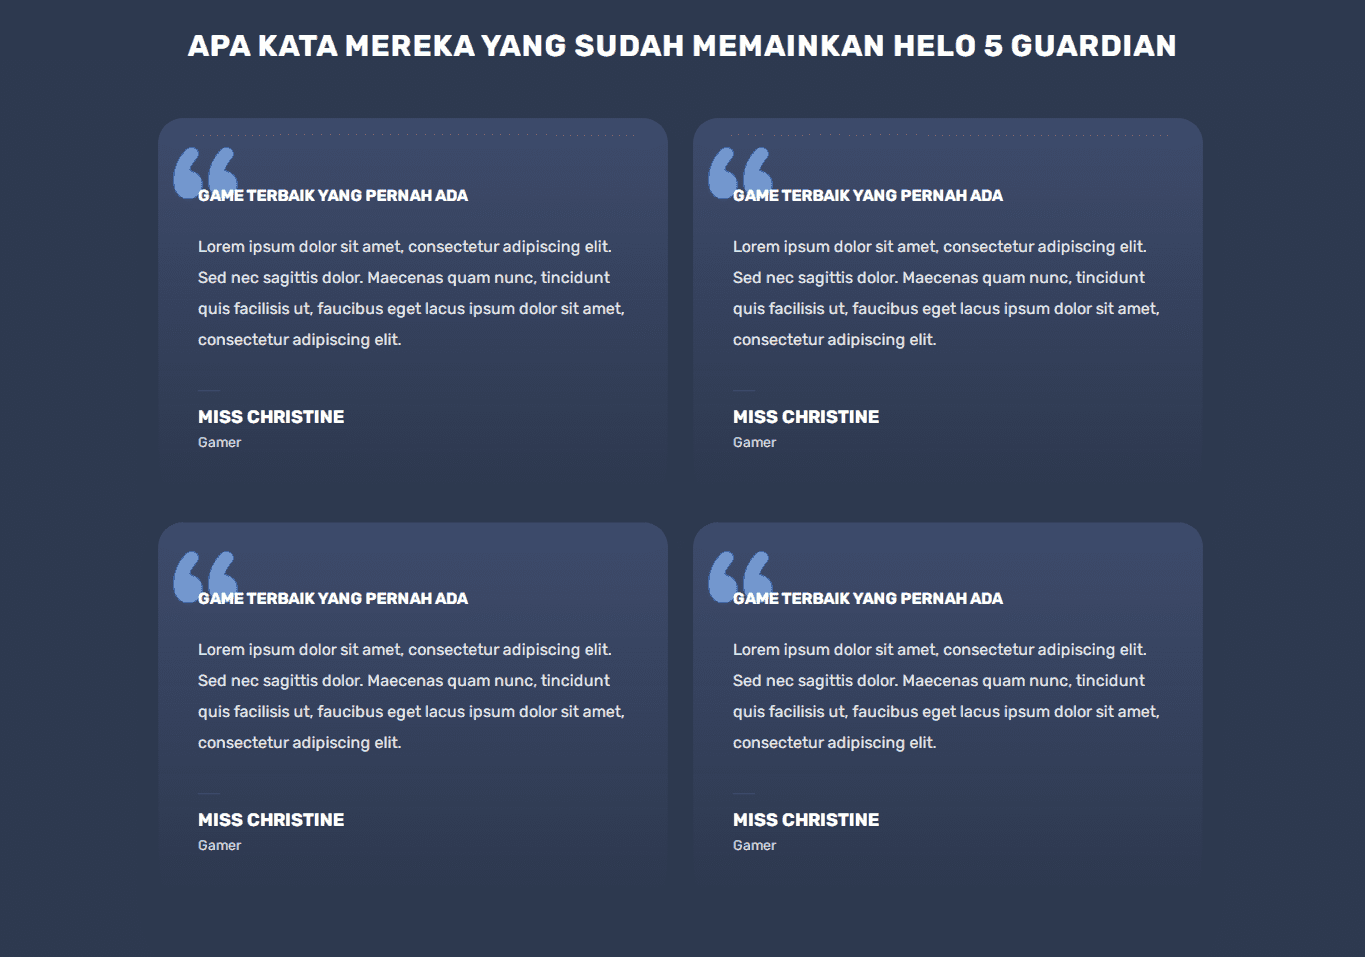 APA KATA MEREKA YANG SUDAH MEMAINKAN HELO 5 GUARDIAN
GAME TERBAIK YANG PERNAH ADA
Lorem ipsum dolor sit amet, consectetur adipiscing elit.
Sed nec sagittis dolor. Maecenas quam nunc, tincidunt
quis facilisis ut, faucibus eget lacus ipsum dolor sit amet,
consectetur adipiscing elit.
MISS CHRISTINE
Gamer
GAME TERBAIK YANG PERNAH ADA
Lorem ipsum dolor sit amet, consectetur adipiscing elit.
Sed nec sagittis dolor. Maecenas quam nunc, tincidunt
quis facilisis ut, faucibus eget lacus ipsum dolor sit amet,
consectetur adipiscing elit.
MISS CHRISTINE
Gamer
GAME TERBAIK YANG PERNAH ADA
Lorem ipsum dolor sit amet, consectetur adipiscing elit.
Sed nec sagittis dolor. Maecenas quam nunc, tincidunt
quis facilisis ut, faucibus eget lacus ipsum dolor sit amet,
consectetur adipiscing elit.
MISS CHRISTINE
Gamer
GAME TERBAIK YANG PERNAH ADA
Lorem ipsum dolor sit amet, consectetur adipiscing elit.
Sed nec sagittis dolor. Maecenas quam nunc, tincidunt
quis facilisis ut, faucibus eget lacus ipsum dolor sit amet,
consectetur adipiscing elit.
MISS CHRISTINE
Gamer